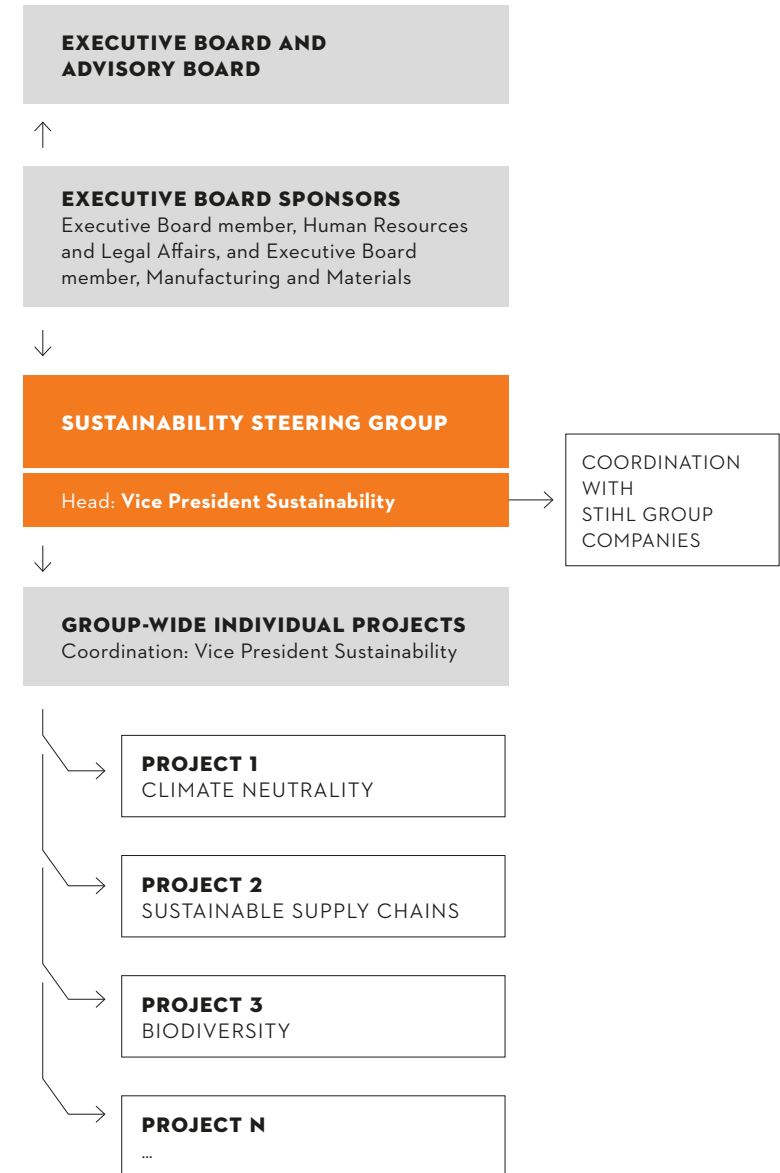 EXECUTIVE BOARD AND
ADVISORY BOARD
EXECUTIVE BOARD SPONSORS
Executive Board member, Human Resources
and Legal Affairs, and Executive Board
member, Manufacturing and Materials
SUSTAINABILITY STEERING GROUP
Head: Vice President Sustainability
COORDINATION
WITH
STIHL GROUP
COMPANIES
GROUP-WIDE INDIVIDUAL PROJECTS
Coordination: Vice President Sustainability
PROJECT 1
CLIMATE NEUTRALITY
PROJECT 2
SUSTAINABLE SUPPLY CHAINS
PROJECT 3
BIODIVERSITY
PROJECT N
...